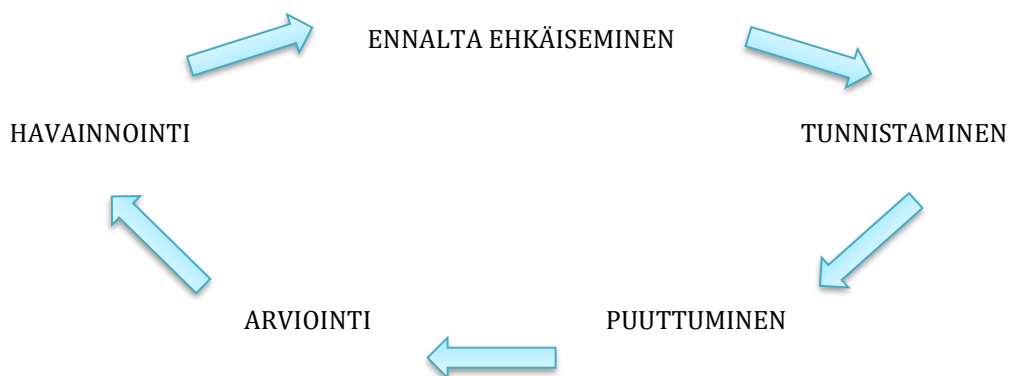 ENNALTA EHKÄISEMINEN
HAVAINNOINTI
TUNNISTAMINEN
ARVIOINTI
PUUTTUMINEN